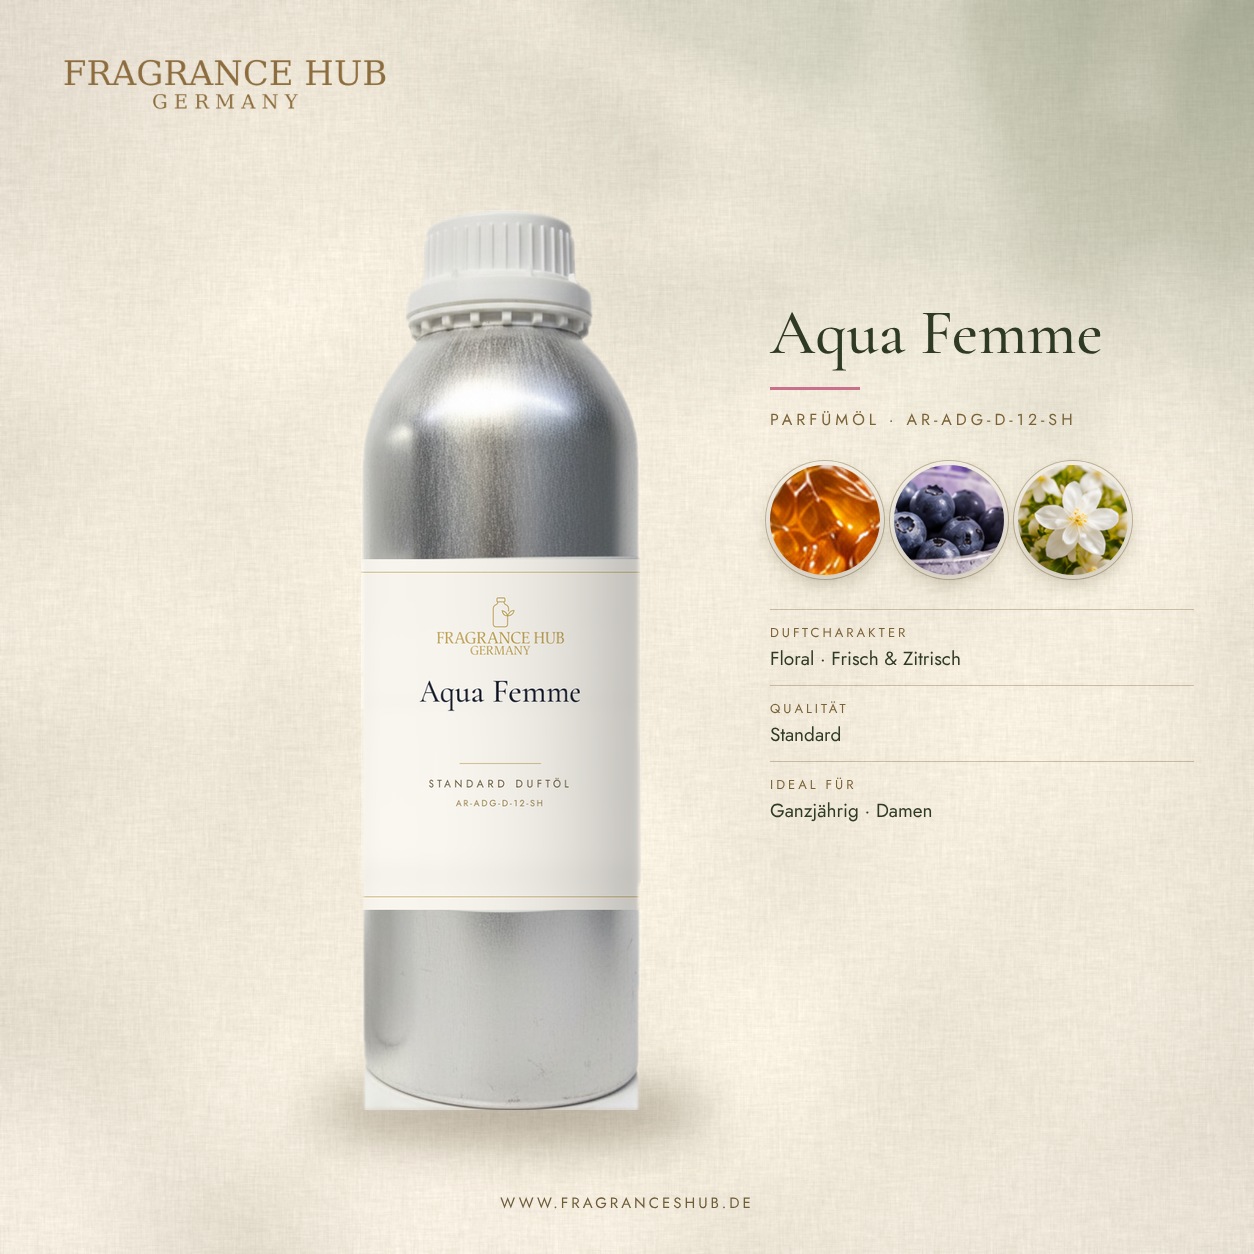 FRAGRANCE HUB
GERMANY
Aqua Femme
PARFÜMÖL · AR-ADG-D-12-SH
DUFTCHARAKTER
Floral · Frisch & Zitrisch
QUALITÄT
Standard
IDEAL FÜR
Ganzjährig · Damen
FRAGRANCE HUB
GERMANY
Aqua Femme
STANDARD DUFTÖL
AR-ADG-D-12-SH
WWW.FRAGRANCESHUB.DE